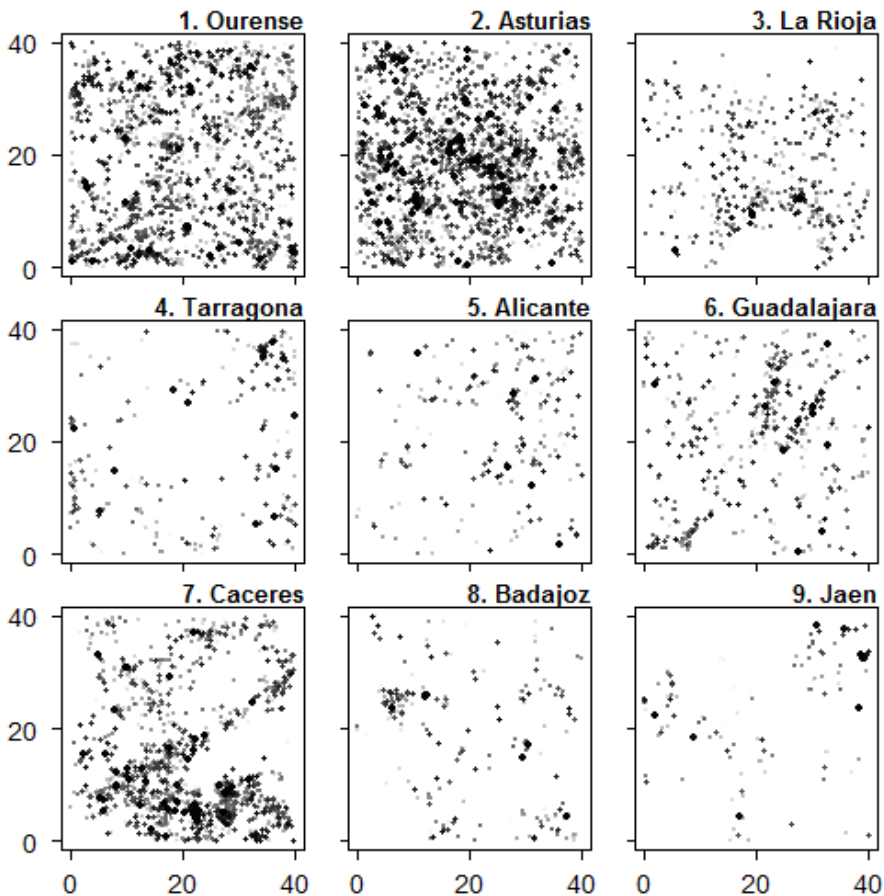 1. Ourense 2. Asturias 3. La Rioja
40
20
0
4. Tarragona 5. Alicante 6. Guadalajara
40
20
0
7. Caceres 8. Badajoz 9. Jaen
40
20
0
0 20 40 0 20 40 0 20 40